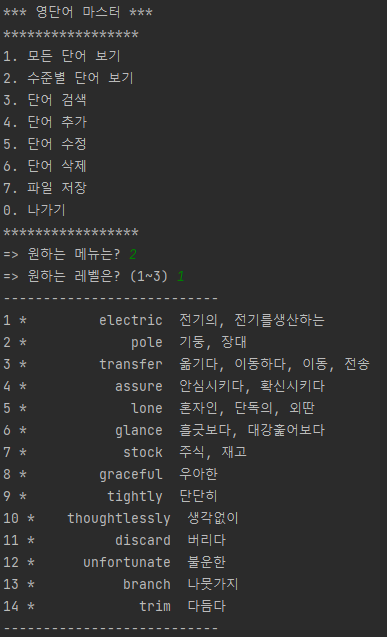 *** 영단어 마스터 ***
*****************
1. 모든 단어 보기
2. 수준별 단어 보기
3. 단어 검색
4. 단어 추가
5. 단어 수정
6. 단어 삭제
7. 파일 저장
0. 나가기
*****************
=> 원하는 메뉴는? 2
=> 원하는 레벨은? (1~3) 1
---------------------------
1 * electric 전기의, 전기를생산하는
2 * pole 기둥, 장대
3 * transfer 옮기다, 이동하다, 이동, 전송
4 * assure 안심시키다, 확신시키다
5 * lone 혼자인, 단독의, 외딴
6 * glance 흘긋보다, 대강훑어보다
7 * stock 주식, 재고
8 * graceful 우아한
9 * tightly 단단히
10 * thoughtlessly 생각없이
11 * discard 버리다
12 * unfortunate 불운한
13 * branch 나뭇가지
14 * trim 다듬다
---------------------------